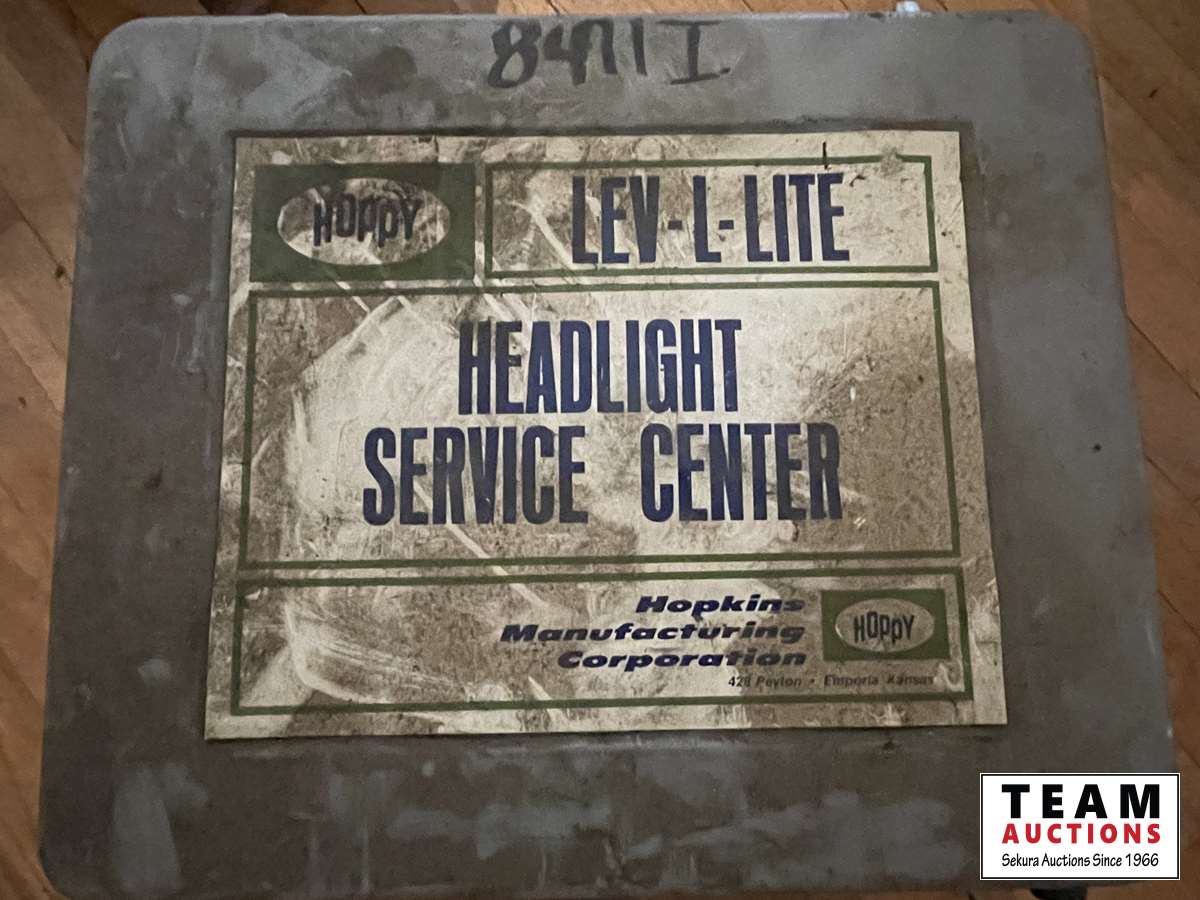 HOPPY
LEV-L-LITE
HEADLIGHT
SERVICE CENTER
Hopkins
Manufacturing
Corporation
HOPPY
428 Peyton • Emporia Kansas
TEAM
AUCTIONS
Sekura Auctions Since 1966